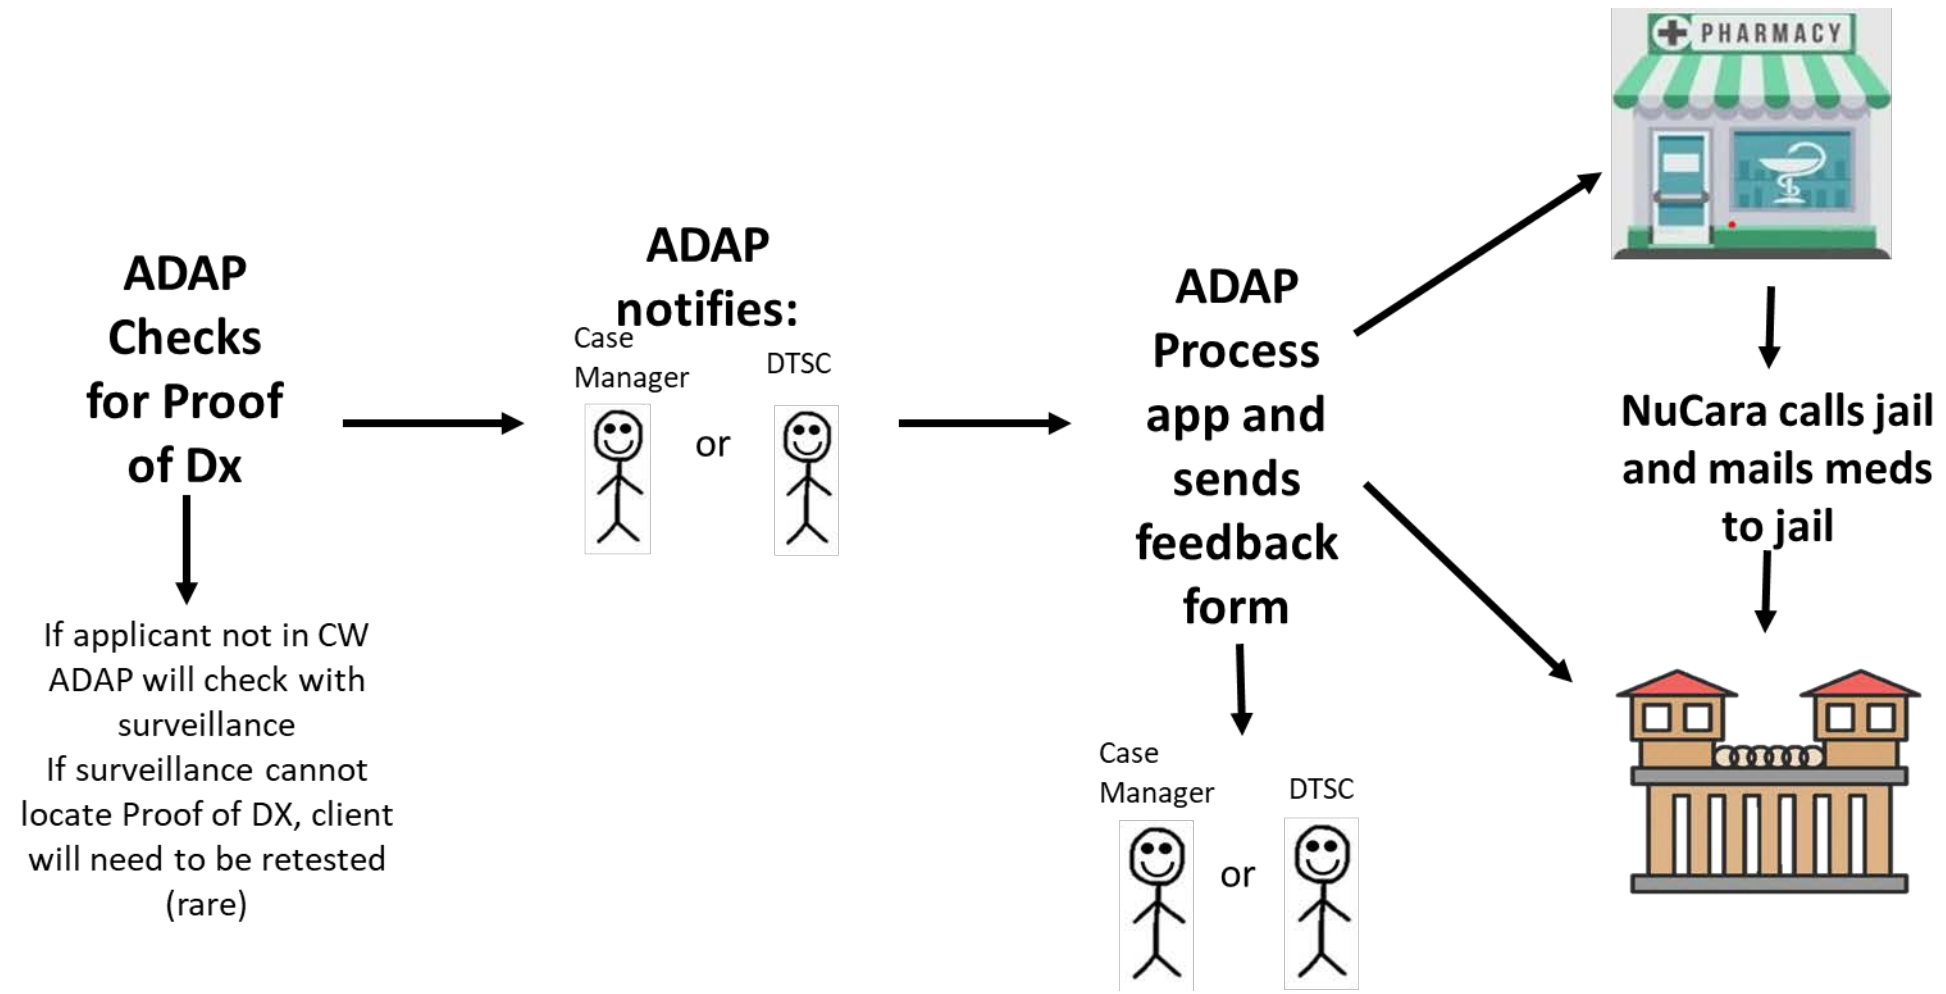 ADAP
Checks
for Proof
of Dx
If applicant not in CW
ADAP will check with
surveillance
If surveillance cannot
locate Proof of DX, client
will need to be retested
(rare)
ADAP
notifies:
Case
Manager
or
DTSC
ADAP
Process
app and
sends
feedback
form
Case
Manager
or
DTSC
PHARMACY
NuCara calls jail
and mails meds
to jail